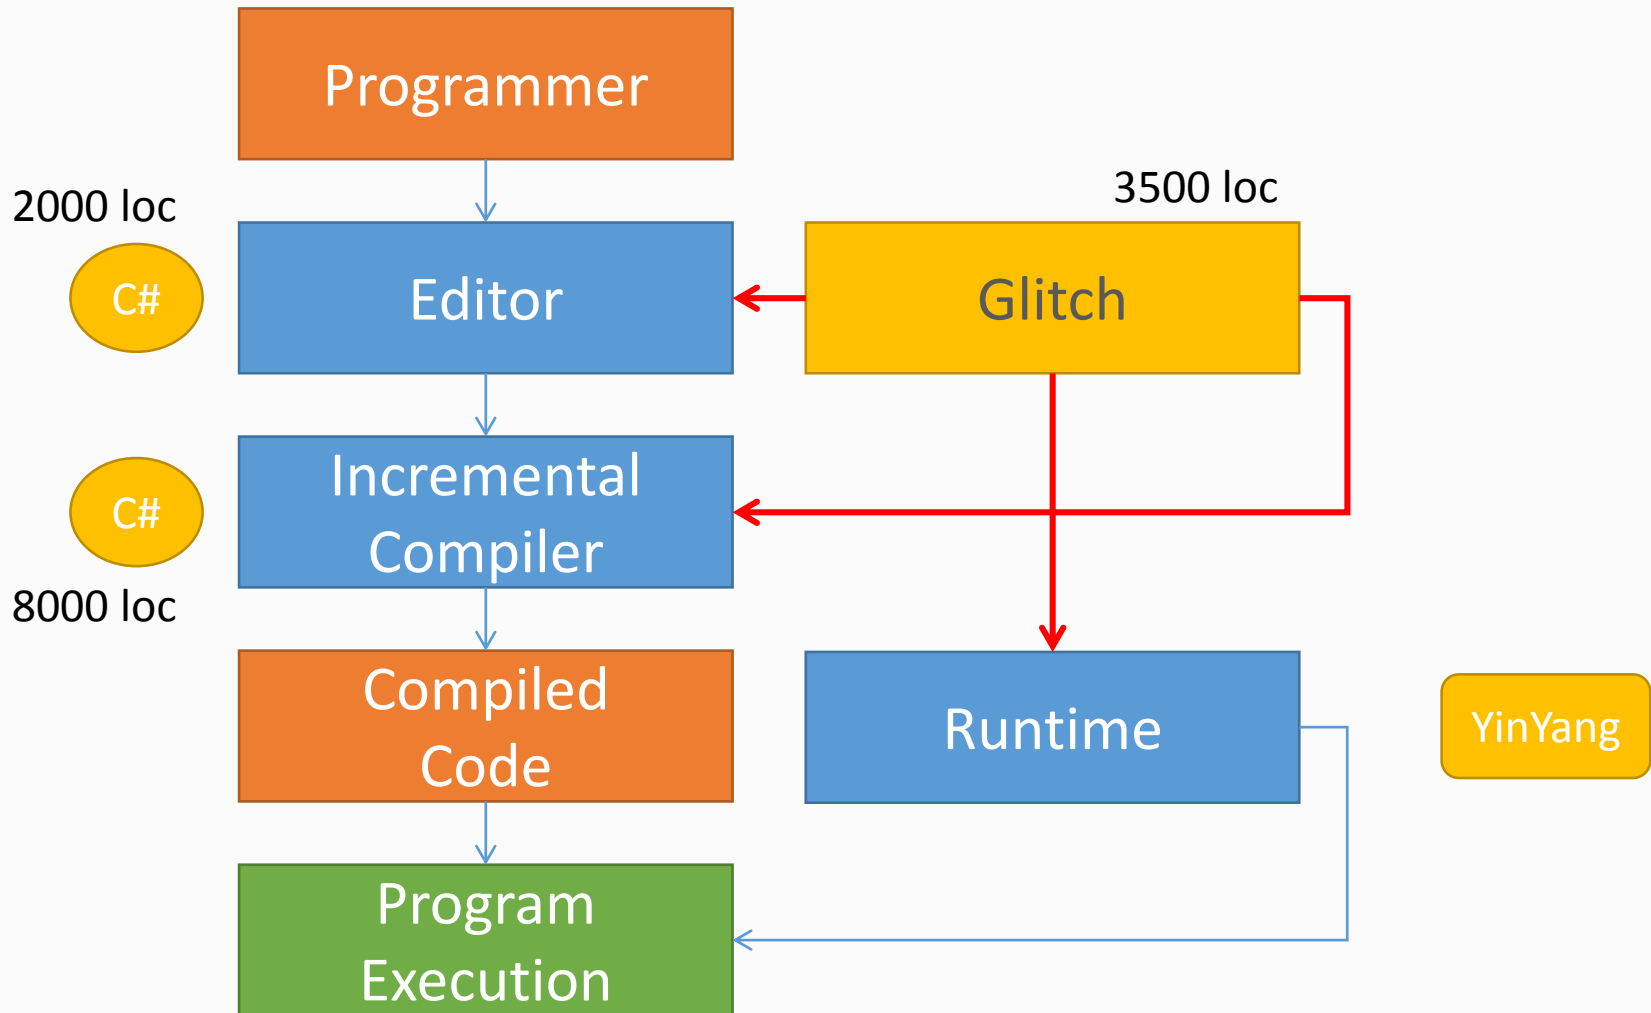 Programmer
2000 loc
3500 loc
C#
Editor
Glitch
C#
Incremental
Compiler
8000 loc
Compiled
Code
Runtime
YinYang
Program
Execution